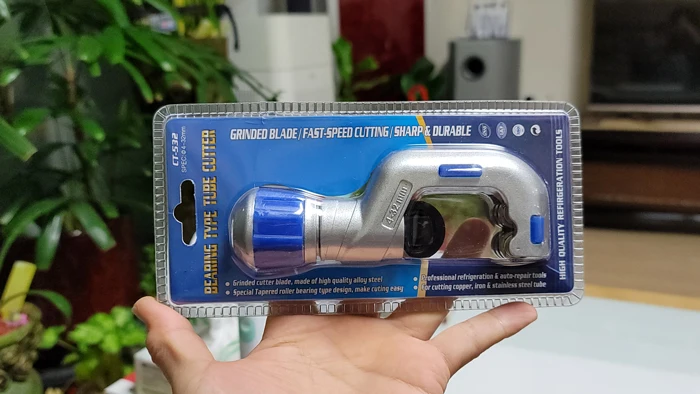 CT-532
SPEC: Φ4-32mm
BEARING TYPE TUBE CUTTER
GRINDED BLADE / FAST-SPEED CUTTING / SHARP & DURABLE
4-32mm
• Grinded cutter blade, made of high quality alloy steel
• Special Tapered roller bearing type design, make cuting easy
• Professional refrigeration & auto-repair tools
• For cutting copper, iron & stainless steel tube
HIGH QUALITY REFRIGERATION TOOLS